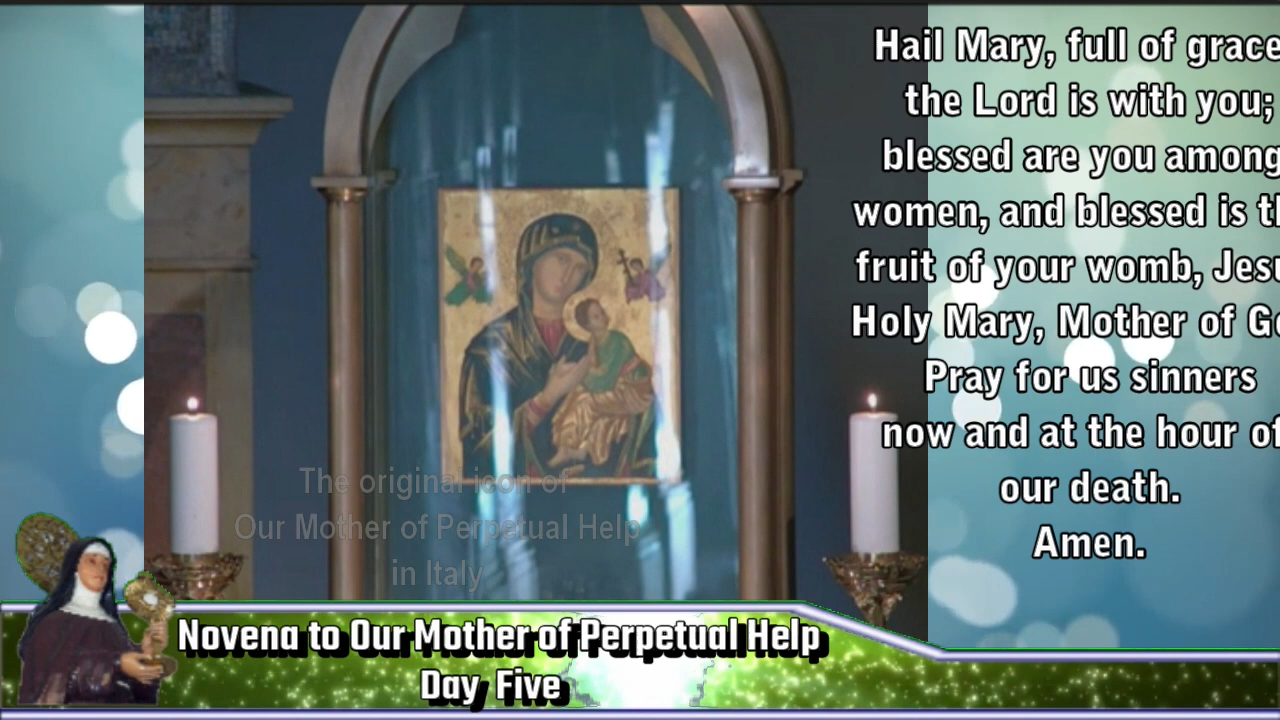 Hail Mary, full of grace
the Lord is with you;
blessed are you among
women, and blessed is th
fruit of your womb, Jesu
Holy Mary, Mother of Go
Pray for us sinners
now and at the hour of
our death.
Amen.
The original icon of
Our Mother of Perpetual Help
in Italy
Novena to Our Mother of Perpetual Help
Day Five